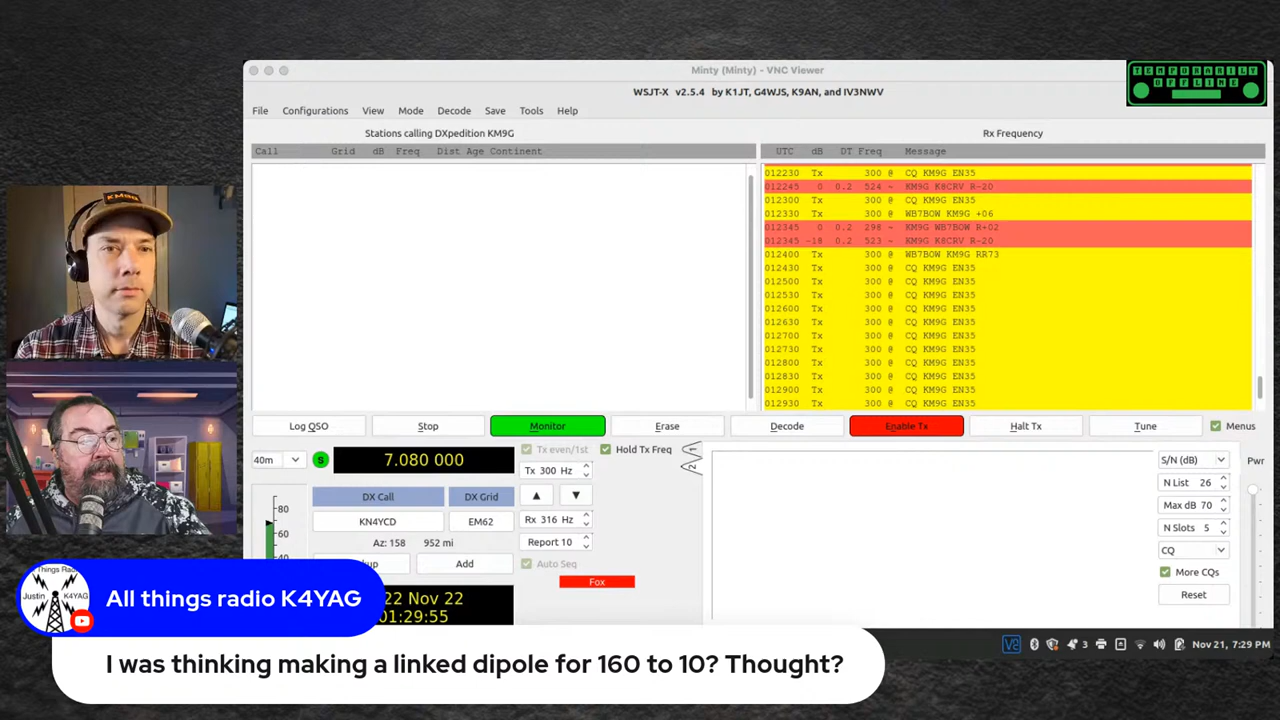 Minty (Minty) - VNC Viewer
TEMPORARILY
OFFLINE
WSJT-X v2.5.4 by K1JT, G4WJS, K9AN, and IV3NWV
File Configurations View Mode Decode Save Tools Help
Stations calling DXpedition KM9G
Call Grid dB Freq Dist Age Continent
Rx Frequency
UTC dB DT Freq Message
012230 Tx 300 @ CQ KM9G EN35
012245 0 0.2 524 ~ KM9G K8CRV R-20
012300 Tx 300 @ CQ KM9G EN35
012330 Tx 300 @ WB7BOW KM9G +06
012345 0 0.2 298 ~ KM9G WB7BOW R+02
012345 -18 0.2 523 ~ KM9G K8CRV R-20
012400 Tx 300 @ WB7BOW KM9G RR73
012430 Tx 300 @ CQ KM9G EN35
012500 Tx 300 @ CQ KM9G EN35
012530 Tx 300 @ CQ KM9G EN35
012600 Tx 300 @ CQ KM9G EN35
012630 Tx 300 @ CQ KM9G EN35
012700 Tx 300 @ CQ KM9G EN35
012730 Tx 300 @ CQ KM9G EN35
012800 Tx 300 @ CQ KM9G EN35
012830 Tx 300 @ CQ KM9G EN35
012900 Tx 300 @ CQ KM9G EN35
012930 Tx 300 @ CQ KM9G EN35
KM9G
Log QSO Stop Monitor Erase Decode Enable Tx Halt Tx Tune Menus
40m S 7.080 000
Tx even/1st Hold Tx Freq
Tx 300 Hz
DX Call DX Grid
KN4YCD EM62
Rx 316 Hz
Az: 158 952 mi
Report 10
Add
Auto Seq
Fox
80
60
40
22 Nov 22
01:29:55
1
2
S/N (dB)
Pwr
N List 26
Max dB 70
N Slots 5
CQ
More CQs
Reset
3 Nov 21, 7:29 PM
Justin K4YAG
All things radio K4YAG
I was thinking making a linked dipole for 160 to 10? Thought?